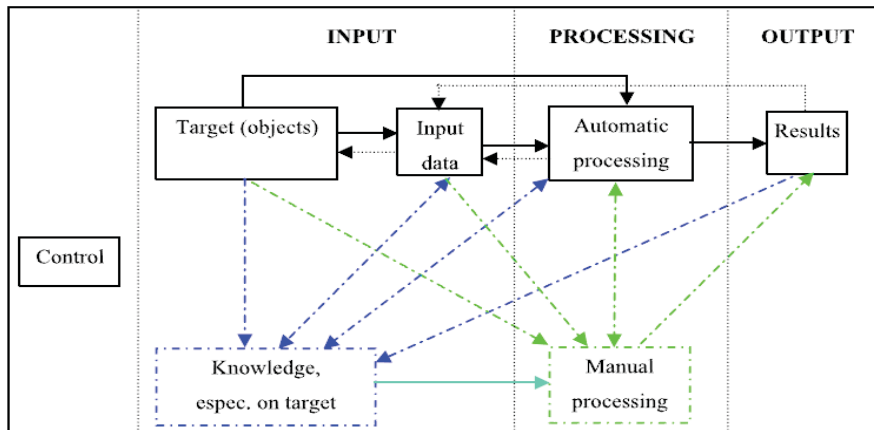 INPUT
PROCESSING
OUTPUT
Target (objects)
Input
data
Automatic
processing
Results
Control
Knowledge,
espec. on target
Manual
processing